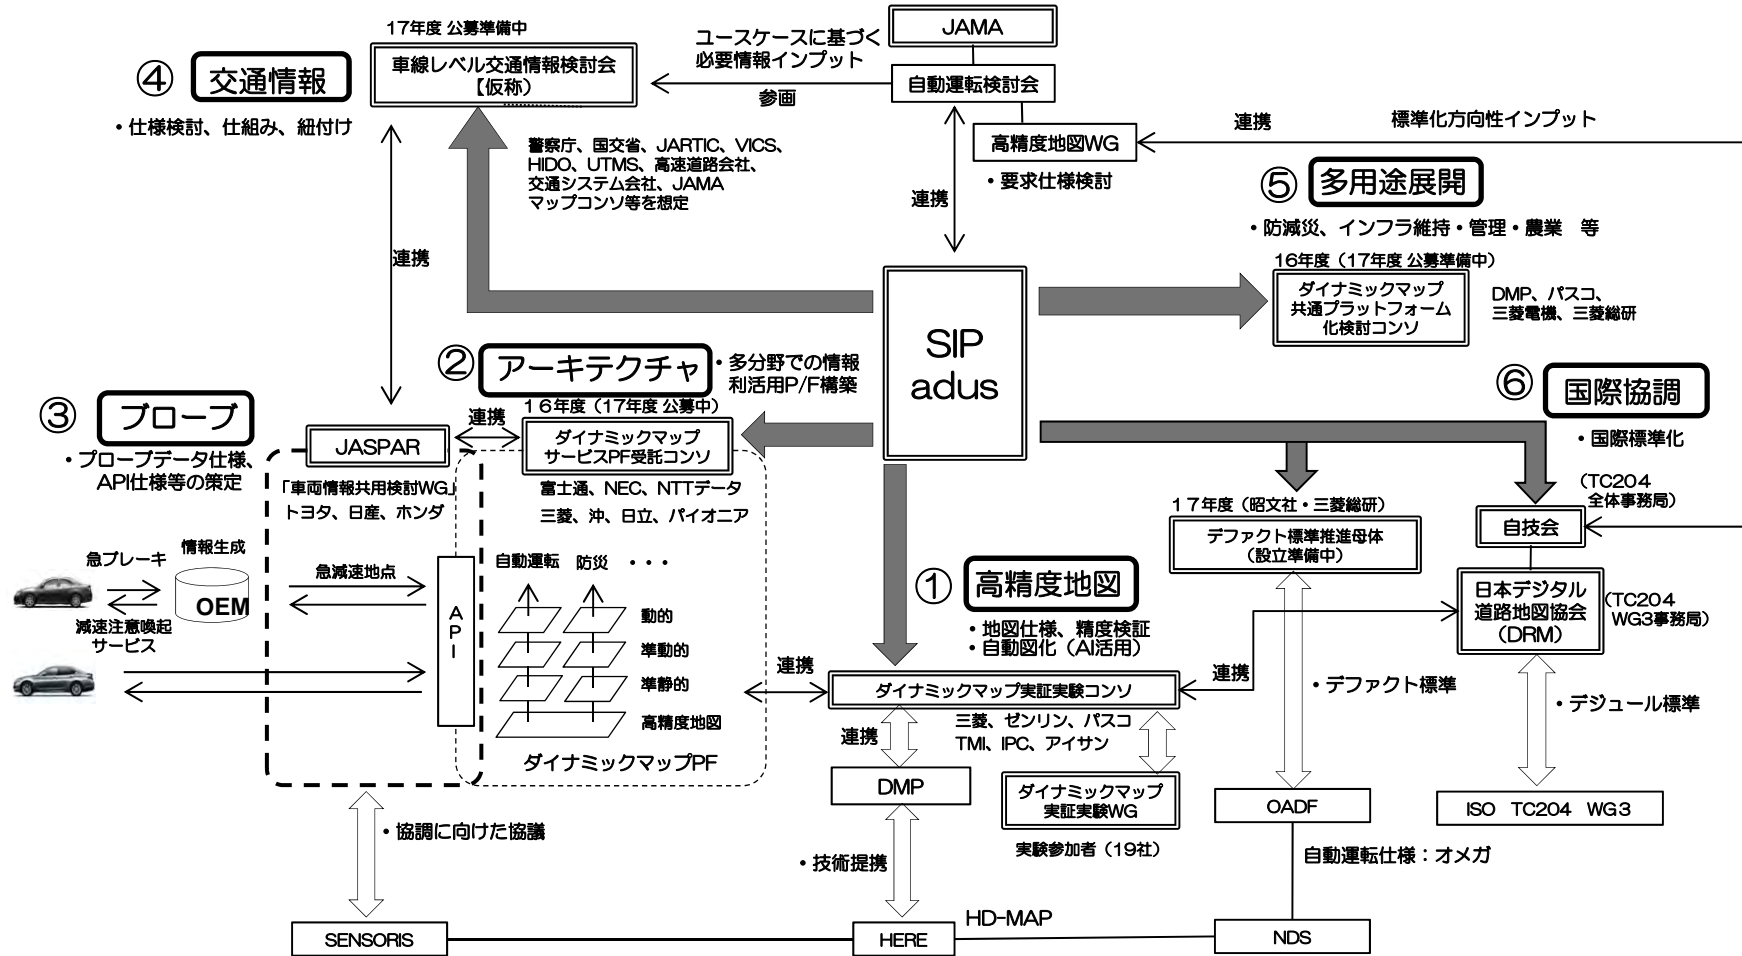 17年度 公募準備中
④
交通情報
・仕様検討、仕組み、紐付け
車線レベル交通情報検討会
【仮称）
ユースケースに基づく
必要情報インプット
参画
JAMA
自動運転検討会
高精度地図WG
・要求仕様検討
連携
標準化方向性インプット
警察庁、国交省、JARTIC、VICS、
HIDO、UTMS、高速道路会社、
交通システム会社、JAMA
マップコンソ等を想定
連携
連携
⑤
多用途展開
・防減災、インフラ維持・管理・農業　等
16年度（17年度 公募準備中）
ダイナミックマップ
共通プラットフォーム
化検討コンソ
DMP、パスコ、
三菱電機、三菱総研
SIP
adus
②
アーキテクチャ
・多分野での情報
利活用P/F構築
16年度（17年度 公募中）
ダイナミックマップ
サービスPF受託コンソ
富士通、NEC、NTTデータ
三菱、沖、日立、パイオニア
③
プローブ
・プローブデータ仕様、
API仕様等の策定
連携
JASPAR
「車両情報共用検討WG」
トヨタ、日産、ホンダ
急ブレーキ
情報生成
OEM
減速注意喚起
サービス
急減速地点
API
自動運転
防災
・・・
動的
準動的
準静的
高精度地図
ダイナミックマップPF
⑥
国際協調
・国際標準化
（TC204
全体事務局）
自技会
17年度（昭文社・三菱総研）
デファクト標準推進母体
（設立準備中）
日本デジタル
道路地図協会
（DRM）
（TC204
WG3事務局）
①
高精度地図
・地図仕様、精度検証
・自動図化（AI活用）
連携
連携
ダイナミックマップ実証実験コンソ
三菱、ゼンリン、パスコ
TMI、IPC、アイサン
連携
・デファクト標準
・デジュール標準
DMP
ダイナミックマップ
実証実験WG
実験参加者（19社）
OADF
ISO　TC204　WG3
・協調に向けた協議
・技術提携
自動運転仕様：オメガ
SENSORIS
HERE
HD-MAP
NDS